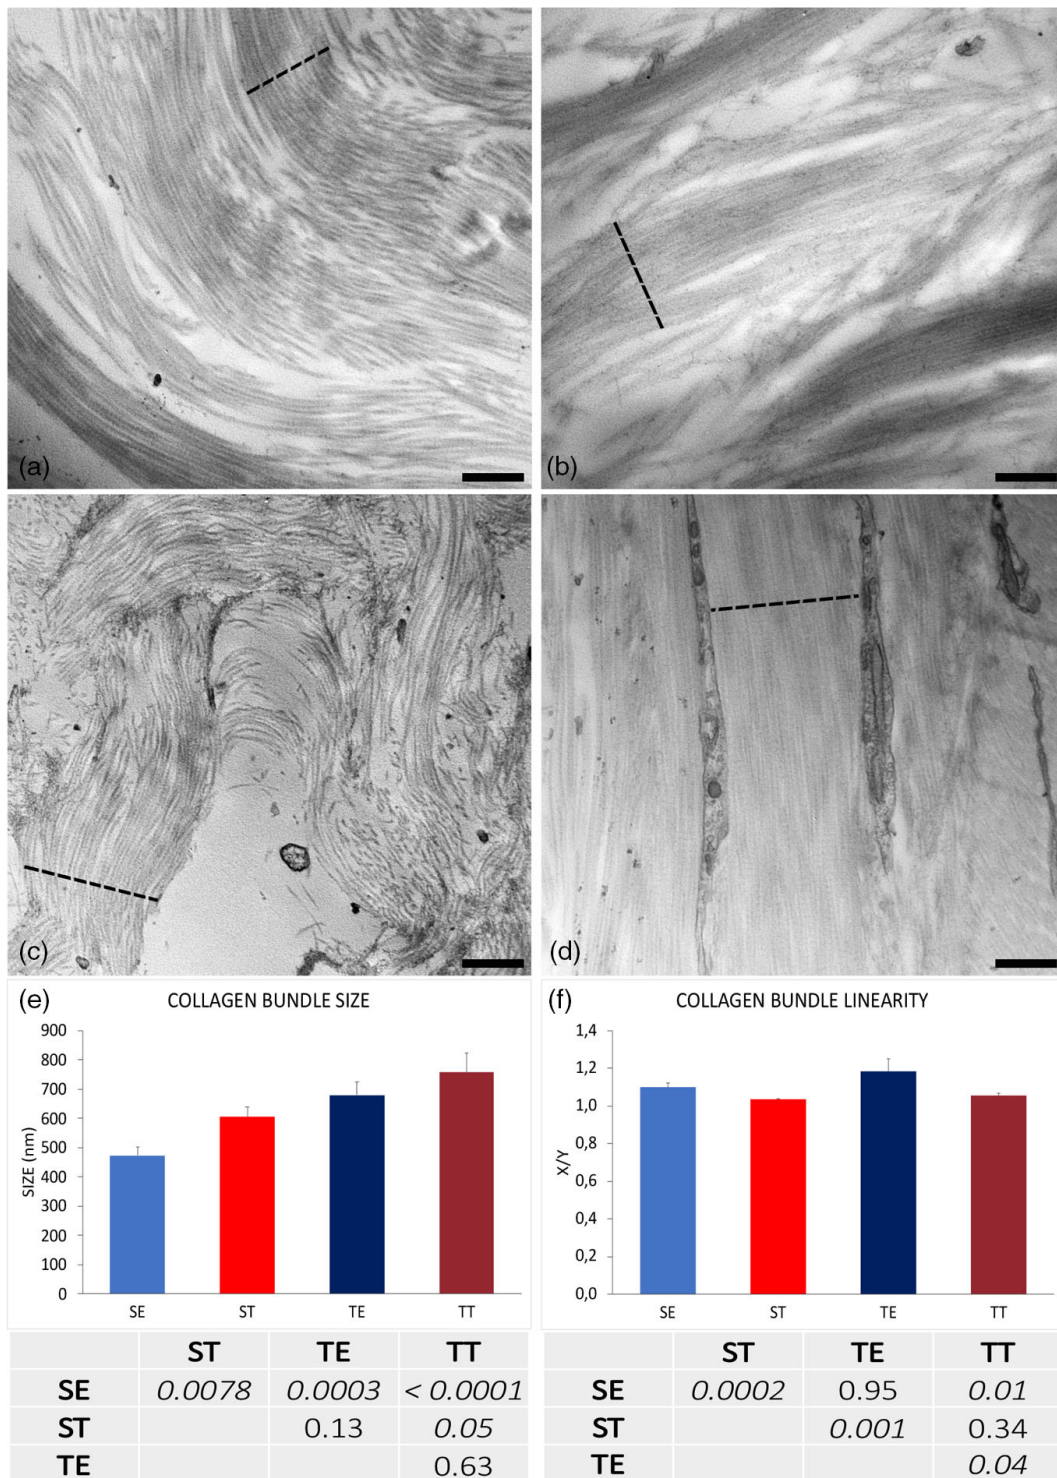 (a)
(b)
(c)
(d)
(e)
COLLAGEN BUNDLE SIZE
900
800
700
600
500
400
300
200
100
0
SIZE (nm)
SE ST TE TT
ST TE TT
SE 0.0078 0.0003 < 0.0001
ST 0.13 0.05
TE 0.63
(f)
COLLAGEN BUNDLE LINEARITY
1,4
1,2
1,0
0,8
0,6
0,4
0,2
0,0
X/Y
SE ST TE TT
ST TE TT
SE 0.0002 0.95 0.01
ST 0.001 0.34
TE 0.04